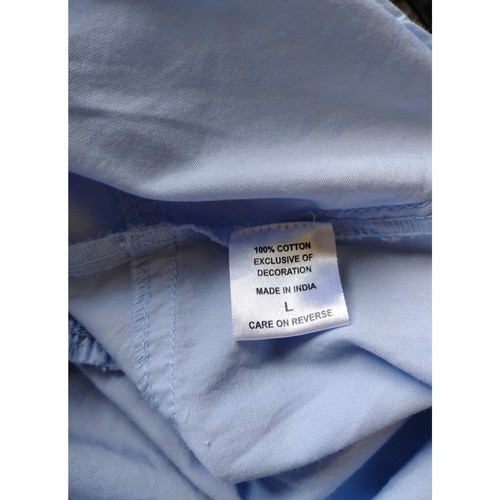 100% COTTON
EXCLUSIVE OF
DECORATION
MADE IN INDIA
L
CARE ON REVERSE